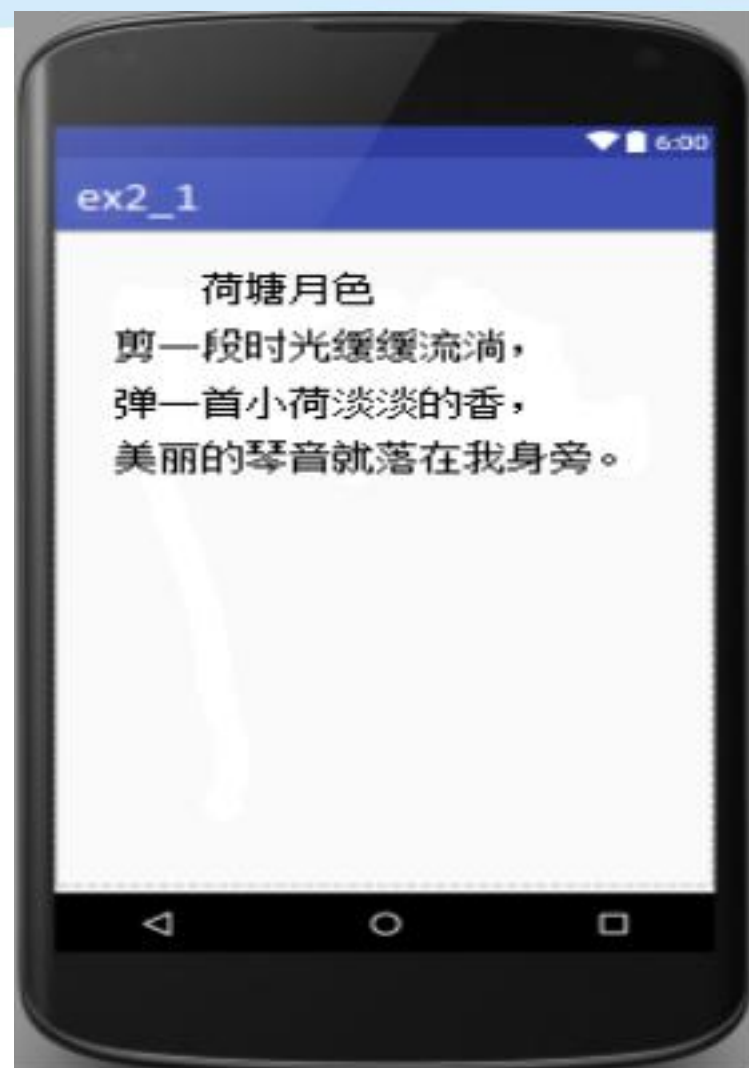 6:00
ex2_1
荷塘月色
剪一段时光缓缓流淌，
弹一首小荷淡淡的香，
美丽的琴音就落在我身旁。